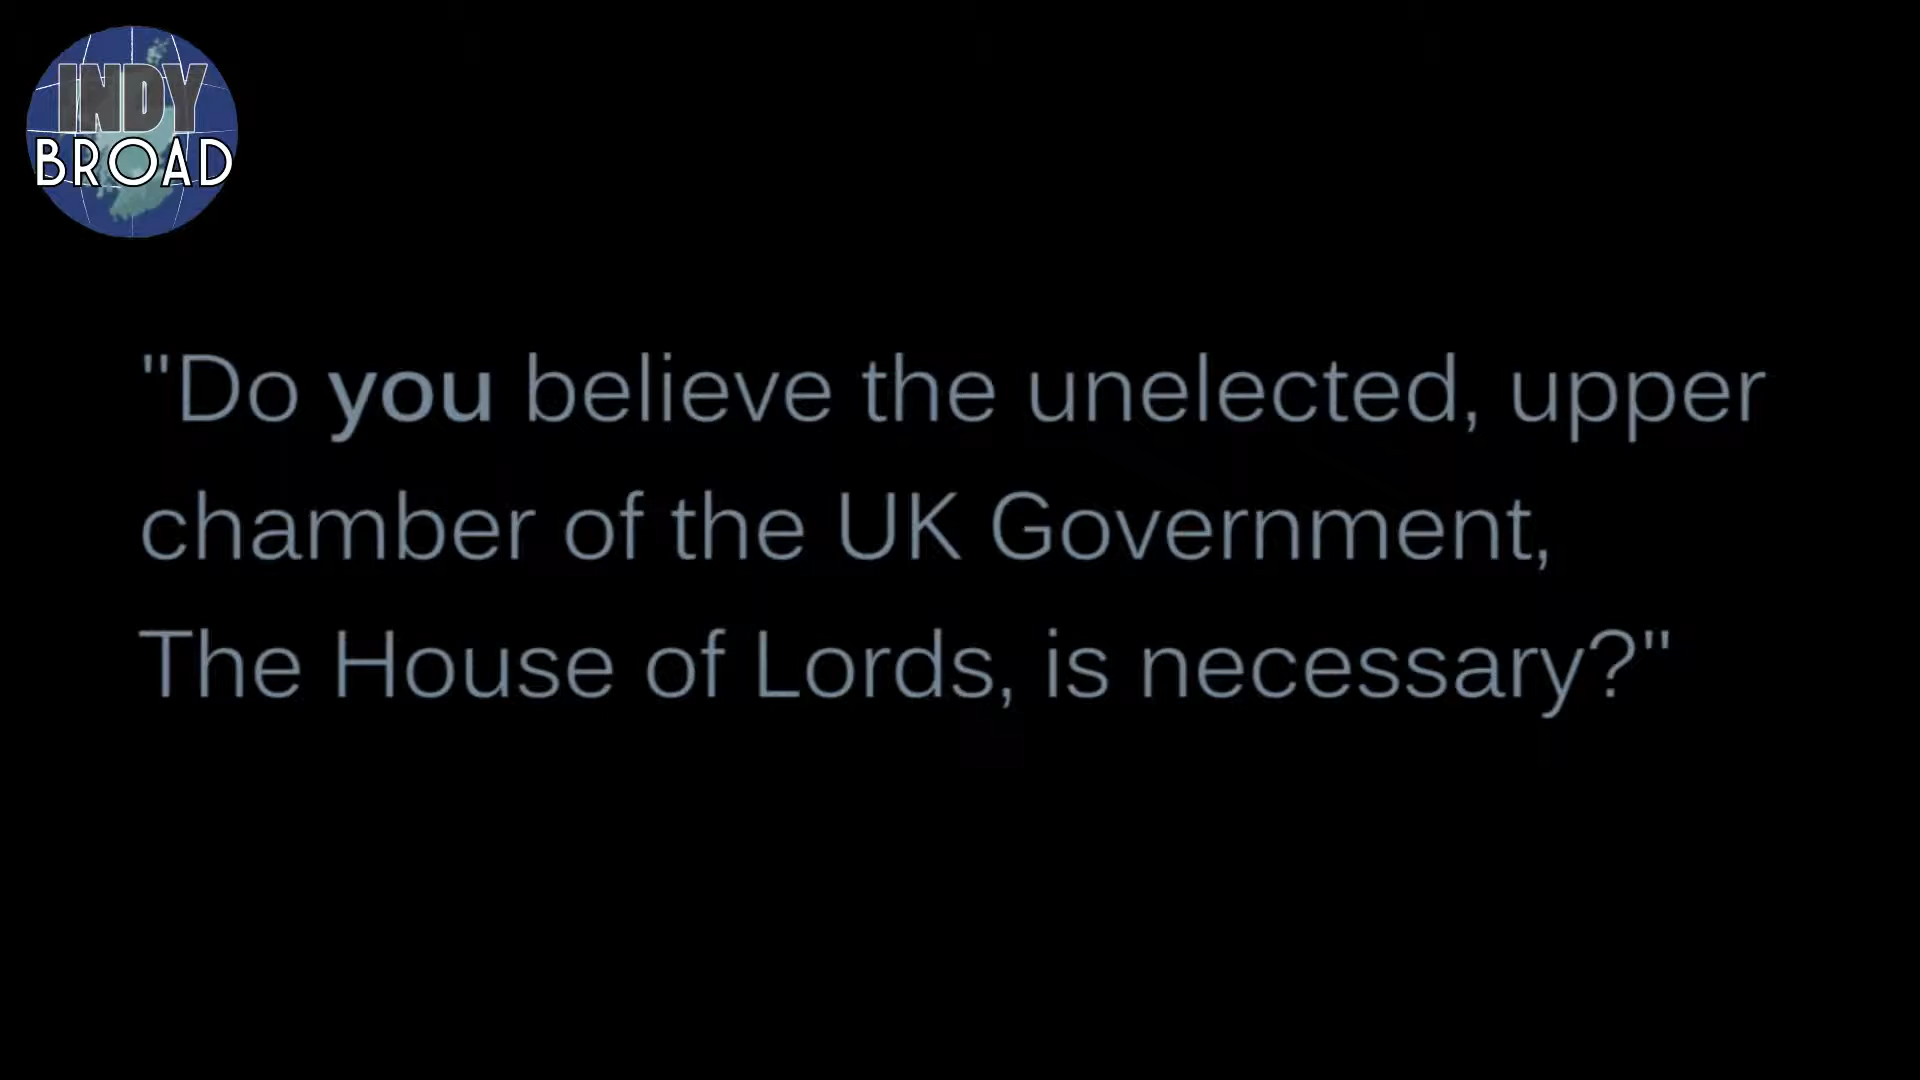 INDY
BROAD
"Do you believe the unelected, upper
chamber of the UK Government,
The House of Lords, is necessary?"